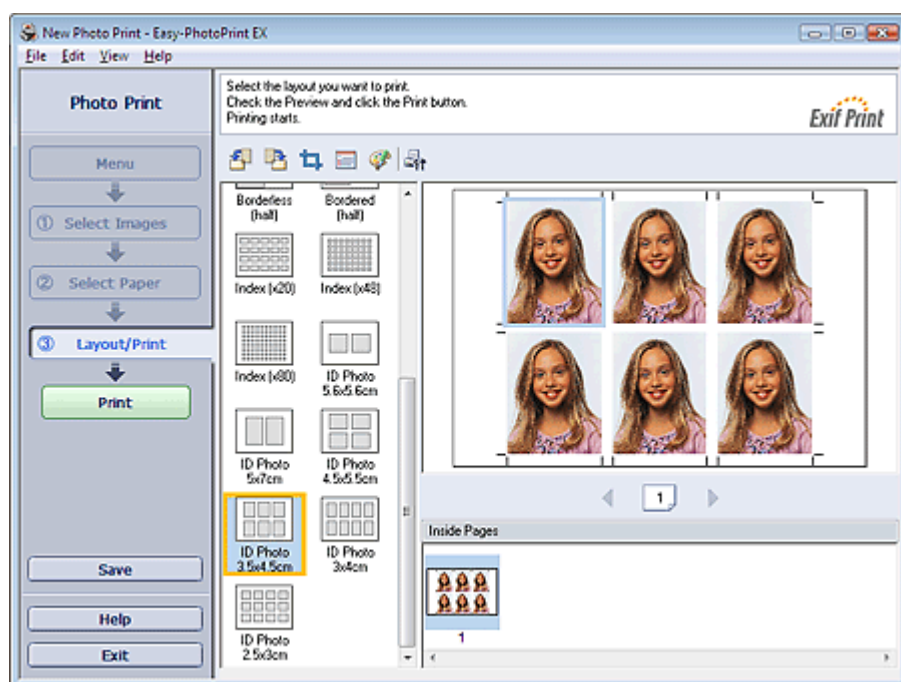 New Photo Print - Easy-PhotoPrint EX
File Edit View Help
Photo Print
Select the layout you want to print.
Check the Preview and click the Print button.
Printing starts.
Exif Print
Menu
① Select Images
② Select Paper
③ Layout/Print
Print
Save
Help
Exit
Borderless (half)
Bordered (half)
Index (x20)
Index (x48)
Index (x80)
ID Photo 5.6x5.6cm
ID Photo 5x7cm
ID Photo 4.5x5.5cm
ID Photo 3.5x4.5cm
ID Photo 3x4cm
ID Photo 2.5x3cm
1
Inside Pages
1